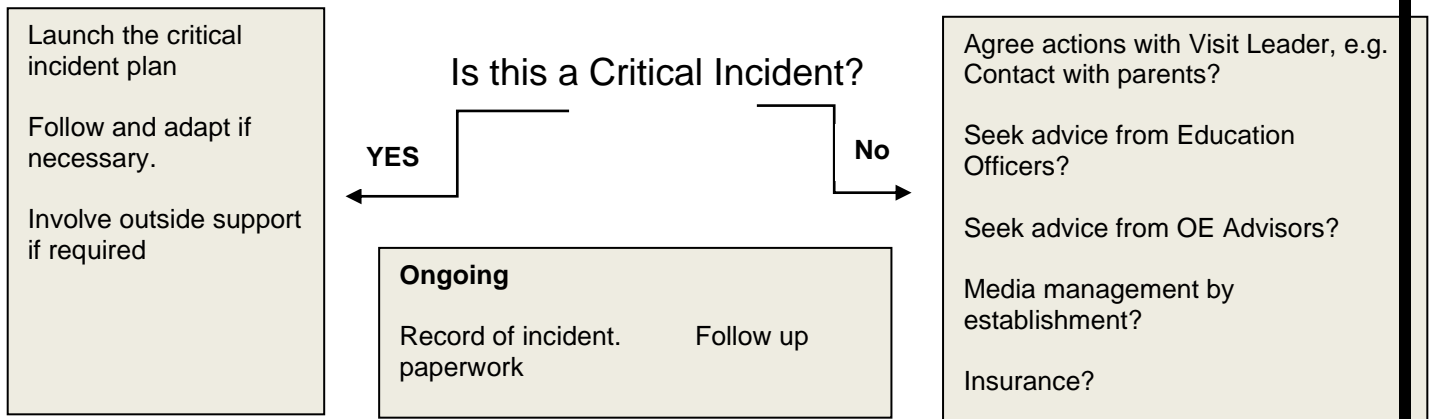 Launch the critical
incident plan
Follow and adapt if
necessary.
Involve outside support
if required
Is this a Critical Incident?
YES
No
Ongoing
Record of incident. Follow up
paperwork
Agree actions with Visit Leader, e.g.
Contact with parents?
Seek advice from Education
Officers?
Seek advice from OE Advisors?
Media management by
establishment?
Insurance?